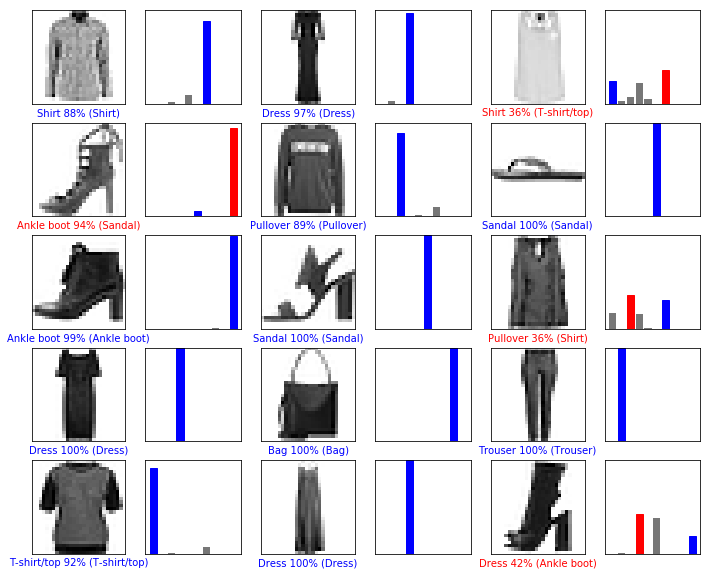 Shirt 88% (Shirt)
Dress 97% (Dress)
Shirt 36% (T-shirt/top)
Ankle boot 94% (Sandal)
Pullover 89% (Pullover)
Sandal 100% (Sandal)
Ankle boot 99% (Ankle boot)
Sandal 100% (Sandal)
Pullover 36% (Shirt)
Dress 100% (Dress)
Bag 100% (Bag)
Trouser 100% (Trouser)
T-shirt/top 92% (T-shirt/top)
Dress 100% (Dress)
Dress 42% (Ankle boot)